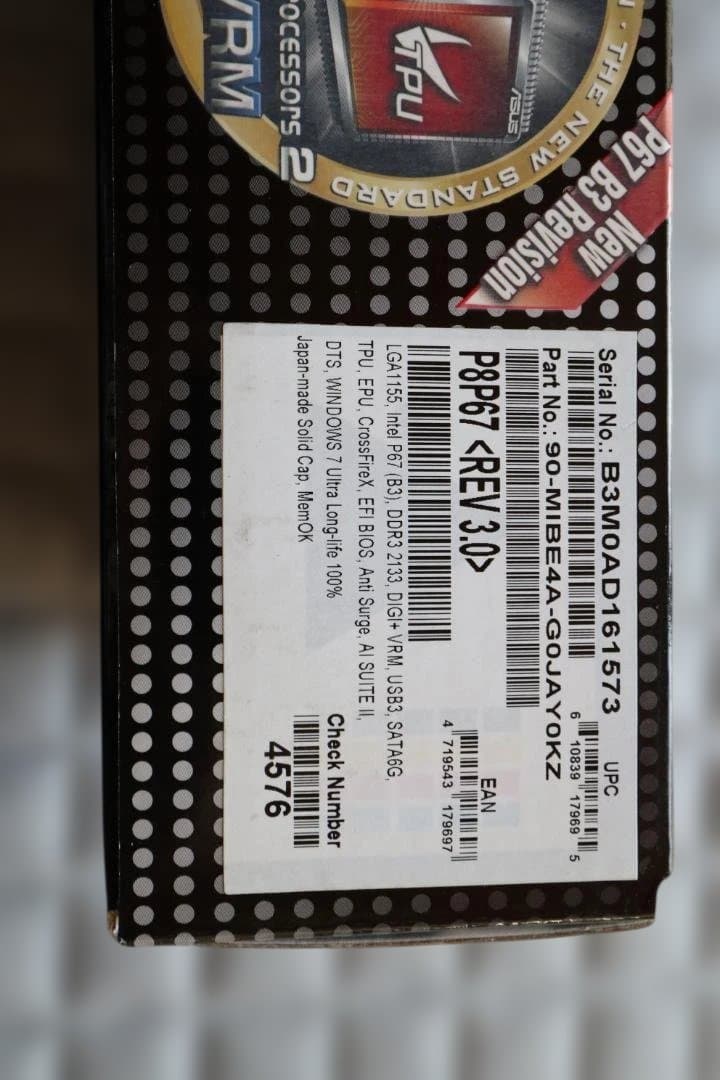 VRM
OCESSORS 2
TPU
ASUS
· THE NEW STANDARD
New
P67 B3 Revision
Serial No.: B3M0AD161573
UPC
6 10839 17969 5
Part No.: 90-MIBE4A-G0JAY0KZ
P8P67 <REV 3.0>
EAN
4 719543 179697
LGA1155, Intel P67 (B3), DDR3 2133, DIGI+ VRM, USB3, SATA6G,
TPU, EPU, CrossFireX, EFI BIOS, Anti Surge, AI SUITE II,
DTS, WINDOWS 7 Ultra Long-life 100%
Japan-made Solid Cap, MemOK
Check Number
4576